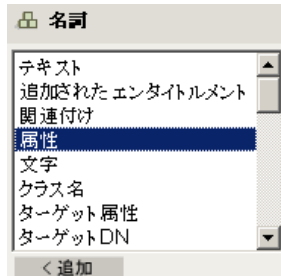 名詞
テキスト
追加されたエンタイトルメント
関連付け
属性
文字
クラス名
ターゲット属性
ターゲットDN
< 追加